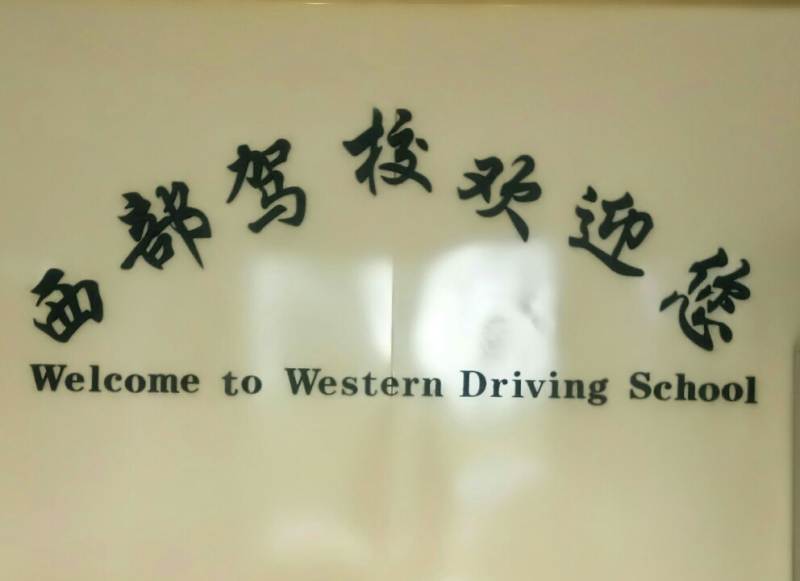 西部驾校欢迎您
Welcome to Western Driving School